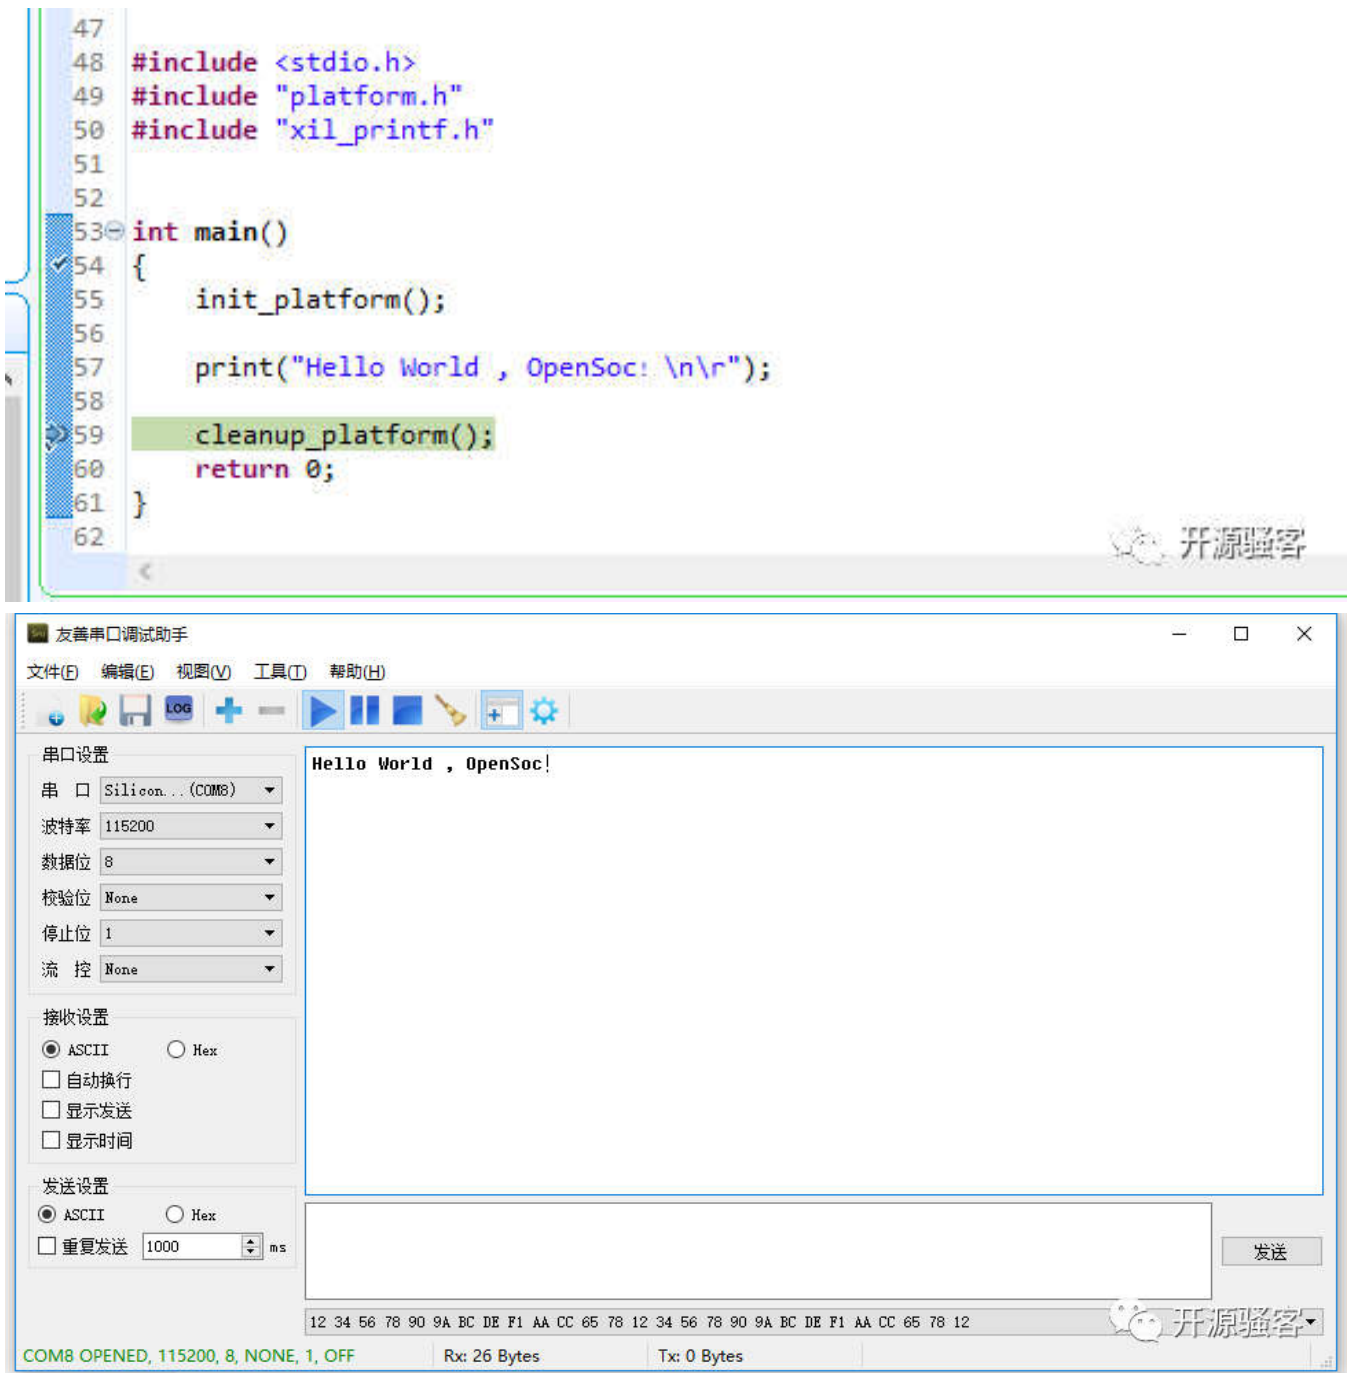 47
48 #include <stdio.h>
49 #include "platform.h"
50 #include "xil_printf.h"
51
52
53 int main()
54 {
55 init_platform();
56
57 print("Hello World , OpenSoc! \n\r");
58
59 cleanup_platform();
60 return 0;
61 }
62
开源骚客
友善串口调试助手
文件(F) 编辑(E) 视图(V) 工具(T) 帮助(H)
LOG
串口设置
串 口 Silicon...(COM8)
波特率 115200
数据位 8
校验位 None
停止位 1
流 控 None
Hello World , OpenSoc!
接收设置
ASCII Hex
自动换行
显示发送
显示时间
发送设置
ASCII Hex
重复发送 1000 ms
发送
12 34 56 78 90 9A BC DE F1 AA CC 65 78 12 34 56 78 90 9A BC DE F1 AA CC 65 78 12
开源骚客
COM8 OPENED, 115200, 8, NONE, 1, OFF Rx: 26 Bytes Tx: 0 Bytes